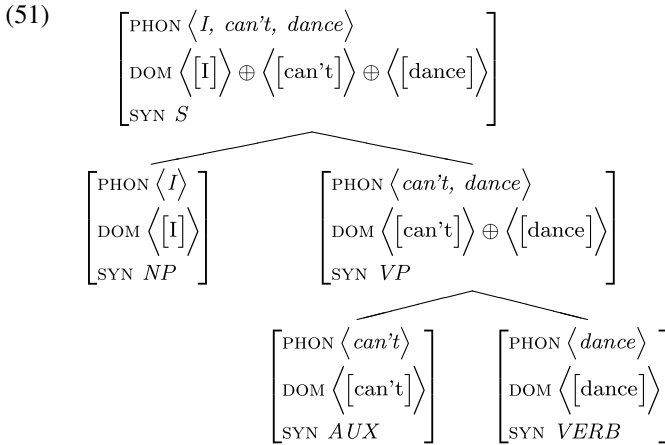 (51)
PHON ⟨I, can't, dance⟩
DOM ⟨[I]⟩ ⊕ ⟨[can't]⟩ ⊕ ⟨[dance]⟩
SYN S
PHON ⟨I⟩
DOM ⟨[I]⟩
SYN NP
PHON ⟨can't, dance⟩
DOM ⟨[can't]⟩ ⊕ ⟨[dance]⟩
SYN VP
PHON ⟨can't⟩
DOM ⟨[can't]⟩
SYN AUX
PHON ⟨dance⟩
DOM ⟨[dance]⟩
SYN VERB